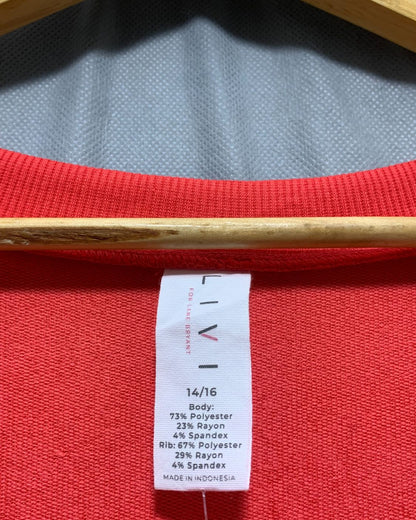 LIVI
FOR LANE BRYANT
14/16
Body:
73% Polyester
23% Rayon
4% Spandex
Rib: 67% Polyester
29% Rayon
4% Spandex
MADE IN INDONESIA